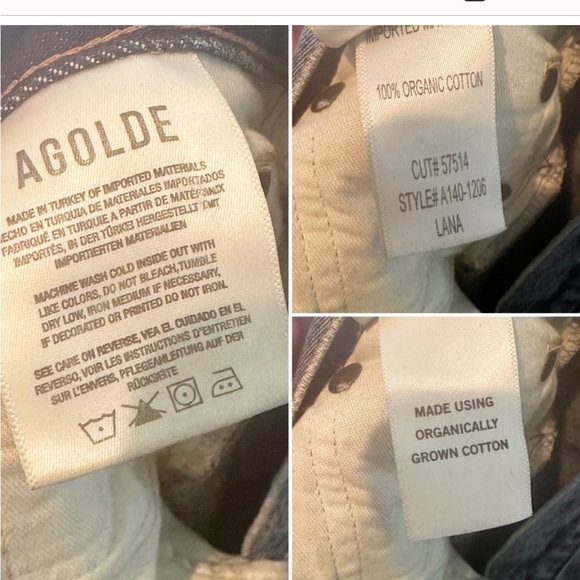 AGOLDE
MADE IN TURKEY OF IMPORTED MATERIALS
HECHO EN TURQUIA DE MATERIALES IMPORTADOS
FABRIQUÉ EN TURQUIE A PARTIR DE MATÉRIAUX
IMPORTÉS, IN DER TÜRKEI HERGESTELLT MIT
IMPORTIERTEN MATERIALIEN
MACHINE WASH COLD INSIDE OUT WITH
LIKE COLORS, DO NOT BLEACH,TUMBLE
DRY LOW, IRON MEDIUM IF NECESSARY,
IF DECORATED OR PRINTED DO NOT IRON.
SEE CARE ON REVERSE, VEA EL CUIDADO EN EL
REVERSO, VOIR LES INSTRUCTIONS D'ENTRETIEN
SUR L'ENVERS, PFLEGEANLEITUNG AUF DER
RÜCKSEITE
IMPORTED
100% ORGANIC COTTON
CUT# 57514
STYLE# A140-1206
LANA
MADE USING
ORGANICALLY
GROWN COTTON